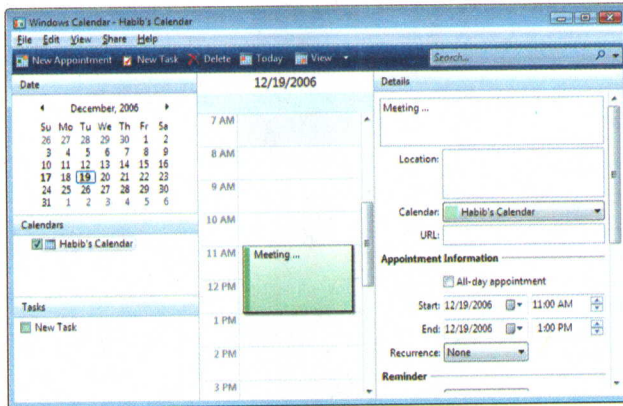 Windows Calendar - Habib's Calendar
File Edit View Share Help
New Appointment New Task Delete Today View Search...
Date
December, 2006
Su Mo Tu We Th Fr Sa
26 27 28 29 30 1 2
3 4 5 6 7 8 9
10 11 12 13 14 15 16
17 18 19 20 21 22 23
24 25 26 27 28 29 30
31 1 2 3 4 5 6
Calendars
Habib's Calendar
Tasks
New Task
12/19/2006
7 AM
8 AM
9 AM
10 AM
11 AM Meeting ...
12 PM
1 PM
2 PM
3 PM
Details
Meeting ...
Location:
Calendar: Habib's Calendar
URL:
Appointment Information
All-day appointment
Start: 12/19/2006 11:00 AM
End: 12/19/2006 1:00 PM
Recurrence: None
Reminder